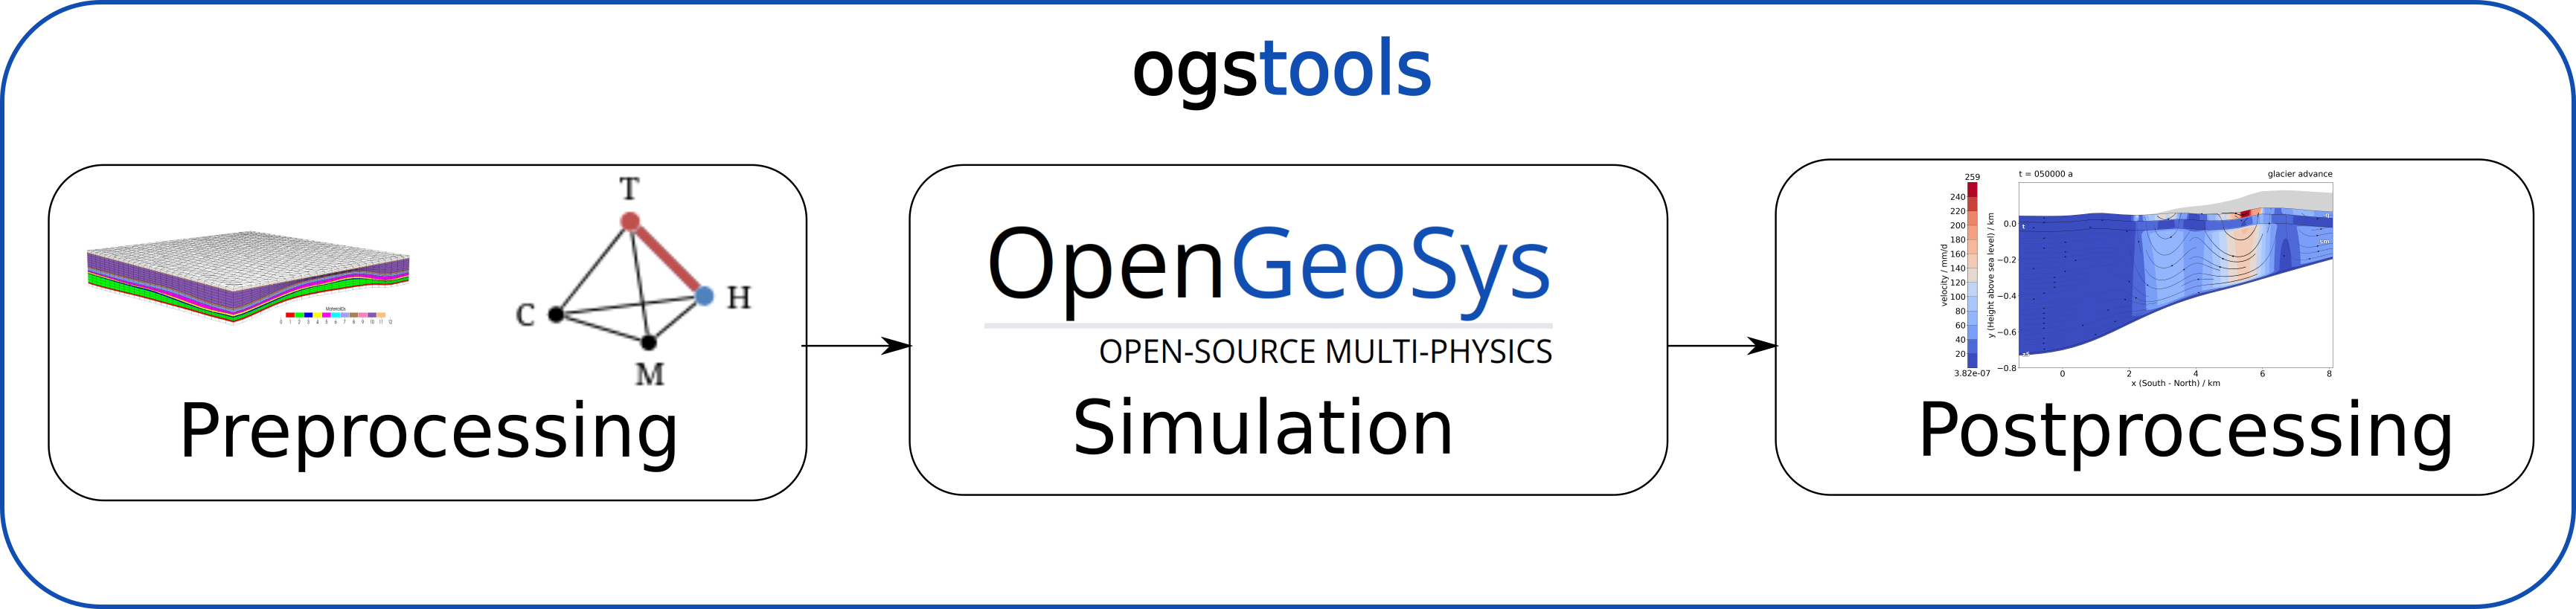 ogstools
T
C
H
M
MaterialIDs
0 1 2 3 4 5 6 7 8 9 10 11 12
Preprocessing
OpenGeoSys
OPEN-SOURCE MULTI-PHYSICS
Simulation
t = 050000 a
glacier advance
259
240
220
200
180
160
140
120
100
80
60
40
20
3.82e-07
velocity / mm/d
y (Height above sea level) / km
0.0
−0.2
−0.4
−0.6
−0.8
t
q
sm
0 2 4 6 8
x (South - North) / km
Postprocessing